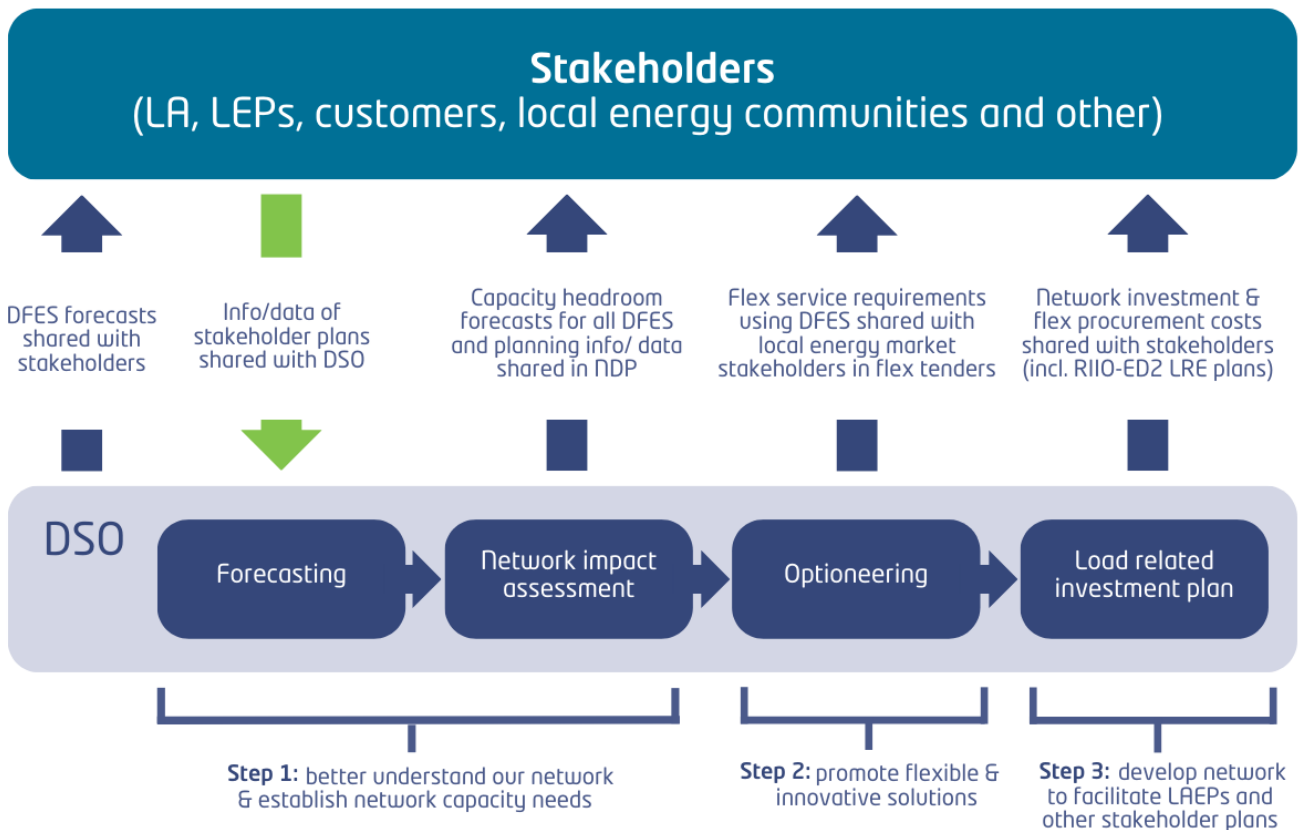 Stakeholders
(LA, LEPs, customers, local energy communities and other)
DFES forecasts
shared with
stakeholders
Info/data of
stakeholder plans
shared with DSO
Capacity headroom
forecasts for all DFES
and planning info/ data
shared in NDP
Flex service requirements
using DFES shared with
local energy market
stakeholders in flex tenders
Network investment &
flex procurement costs
shared with stakeholders
(incl. RIIO-ED2 LRE plans)
DSO
Forecasting
Network impact
assessment
Optioneering
Load related
investment plan
Step 1: better understand our network
& establish network capacity needs
Step 2: promote flexible &
innovative solutions
Step 3: develop network
to facilitate LAEPs and
other stakeholder plans